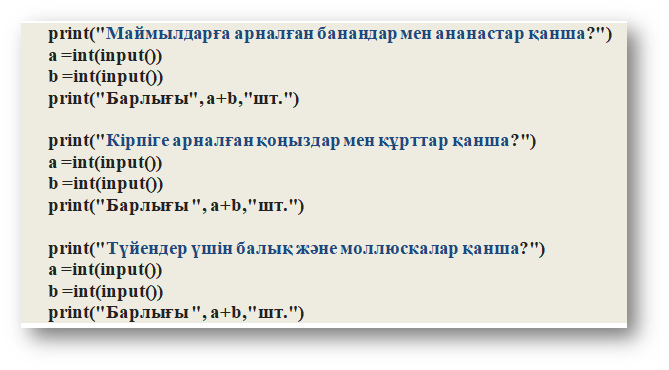 print("Маймылдарға арналған банандар мен ананастар қанша?")
a =int(input())
b =int(input())
print("Барлығы", a+b,"шт.")
print("Кірпіге арналған қоңыздар мен құрттар қанша?")
a =int(input())
b =int(input())
print("Барлығы ", a+b,"шт.")
print("Түйендер үшін балық және моллюскалар қанша?")
a =int(input())
b =int(input())
print("Барлығы ", a+b,"шт.")